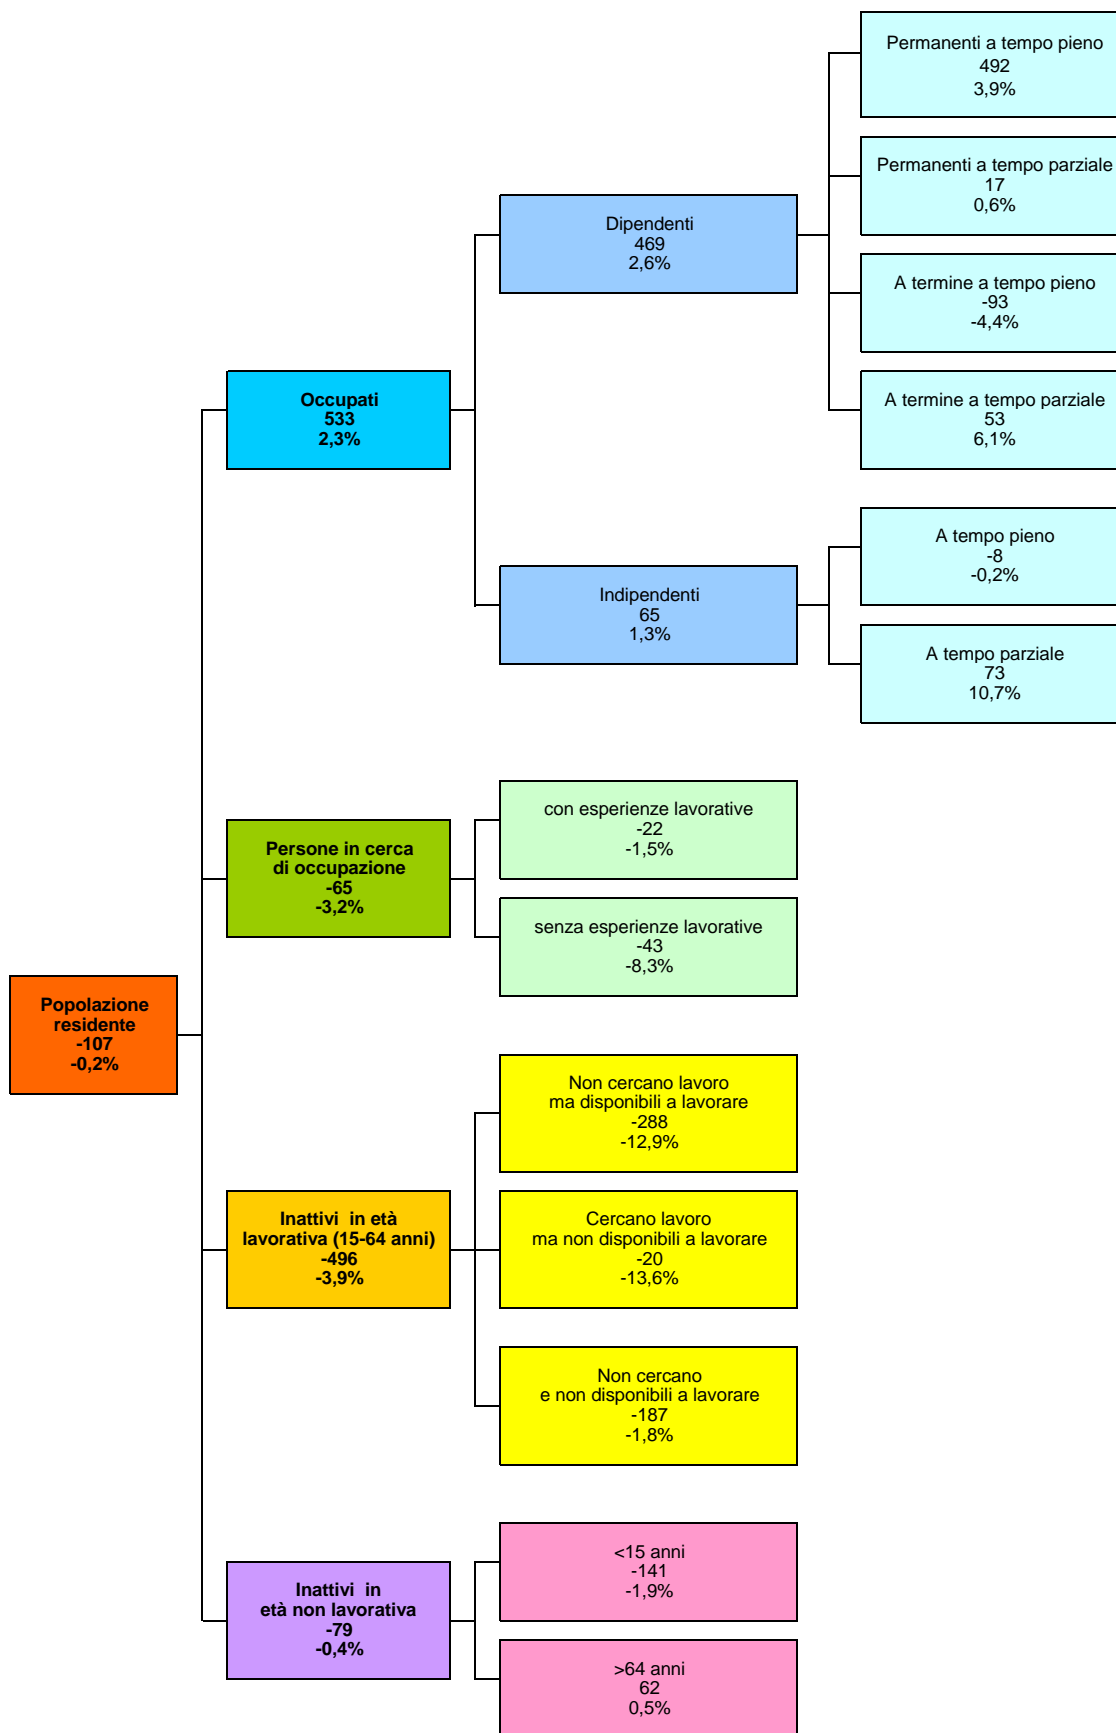 Permanenti a tempo pieno
492
3,9%
Permanenti a tempo parziale
17
0,6%
Dipendenti
469
2,6%
A termine a tempo pieno
-93
-4,4%
Occupati
533
2,3%
A termine a tempo parziale
53
6,1%
A tempo pieno
-8
-0,2%
Indipendenti
65
1,3%
A tempo parziale
73
10,7%
con esperienze lavorative
-22
-1,5%
Persone in cerca
di occupazione
-65
-3,2%
senza esperienze lavorative
-43
-8,3%
Popolazione
residente
-107
-0,2%
Non cercano lavoro
ma disponibili a lavorare
-288
-12,9%
Inattivi in età
lavorativa (15-64 anni)
-496
-3,9%
Cercano lavoro
ma non disponibili a lavorare
-20
-13,6%
Non cercano
e non disponibili a lavorare
-187
-1,8%
<15 anni
-141
-1,9%
Inattivi in
età non lavorativa
-79
-0,4%
>64 anni
62
0,5%